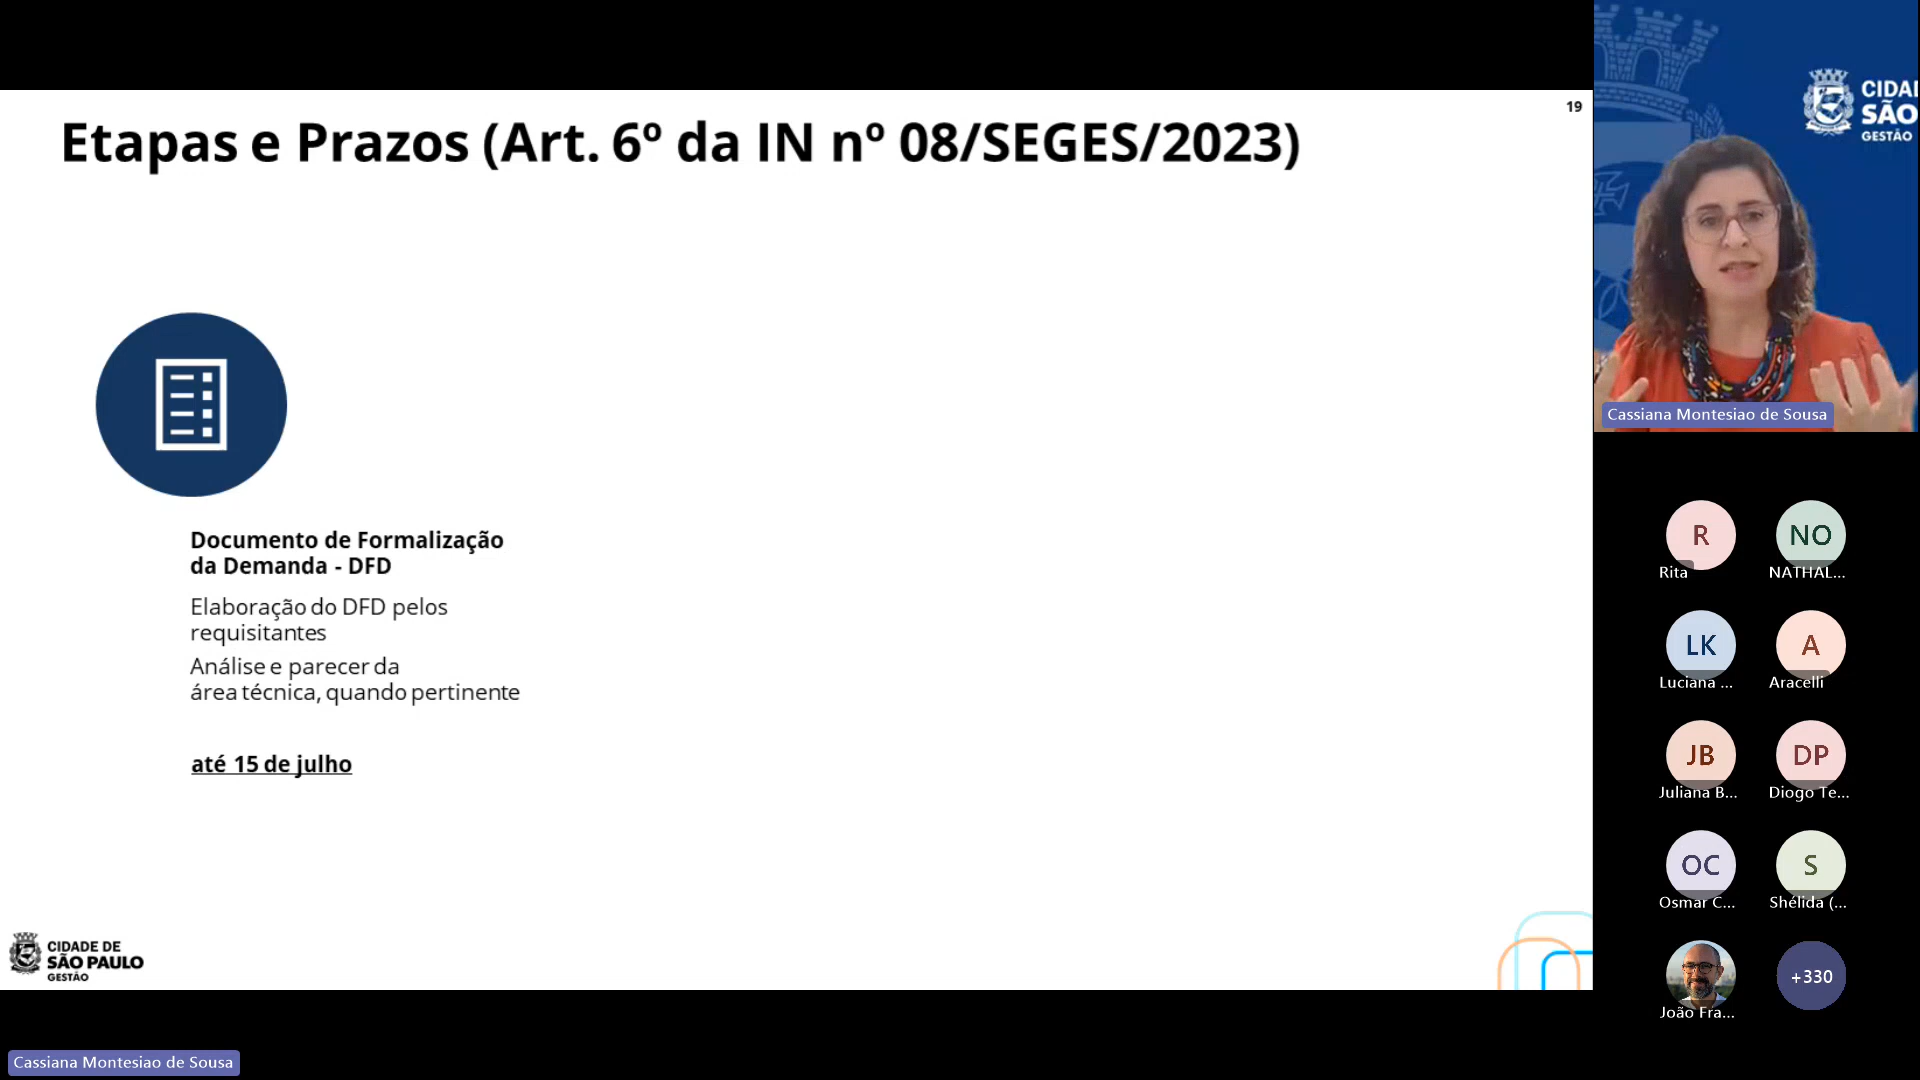 19
Etapas e Prazos (Art. 6º da IN nº 08/SEGES/2023)
Documento de Formalização
da Demanda - DFD
Elaboração do DFD pelos
requisitantes
Análise e parecer da
área técnica, quando pertinente
até 15 de julho
CIDADE DE
SÃO PAULO
GESTÃO
Cassiana Montesiao de Sousa
CIDA
SÃO
GESTÃO
Cassiana Montesiao de Sousa
R
Rita
NO
NATHAL...
LK
Luciana ...
A
Aracelli
JB
Juliana B...
DP
Diogo Te...
OC
Osmar C...
S
Shélida (...
João Fra...
+330